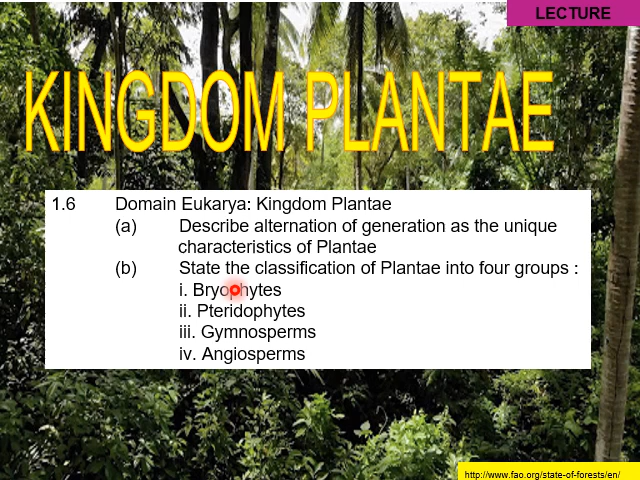 LECTURE
KINGDOM PLANTAE
1.6 Domain Eukarya: Kingdom Plantae
(a) Describe alternation of generation as the unique
characteristics of Plantae
(b) State the classification of Plantae into four groups :
i. Bryophytes
ii. Pteridophytes
iii. Gymnosperms
iv. Angiosperms
http://www.fao.org/state-of-forests/en/